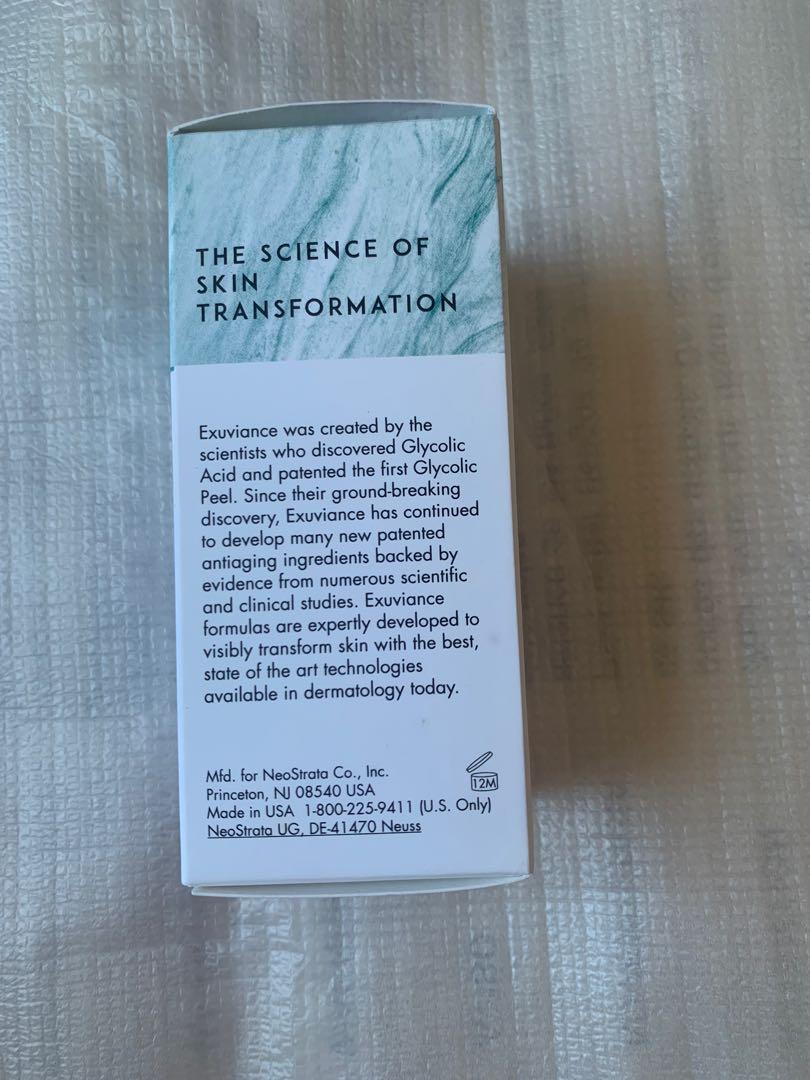 THE SCIENCE OF
SKIN
TRANSFORMATION
Exuviance was created by the
scientists who discovered Glycolic
Acid and patented the first Glycolic
Peel. Since their ground-breaking
discovery, Exuviance has continued
to develop many new patented
antiaging ingredients backed by
evidence from numerous scientific
and clinical studies. Exuviance
formulas are expertly developed to
visibly transform skin with the best,
state of the art technologies
available in dermatology today.
Mfd. for NeoStrata Co., Inc.
Princeton, NJ 08540 USA
Made in USA 1-800-225-9411 (U.S. Only)
NeoStrata UG, DE-41470 Neuss
12M